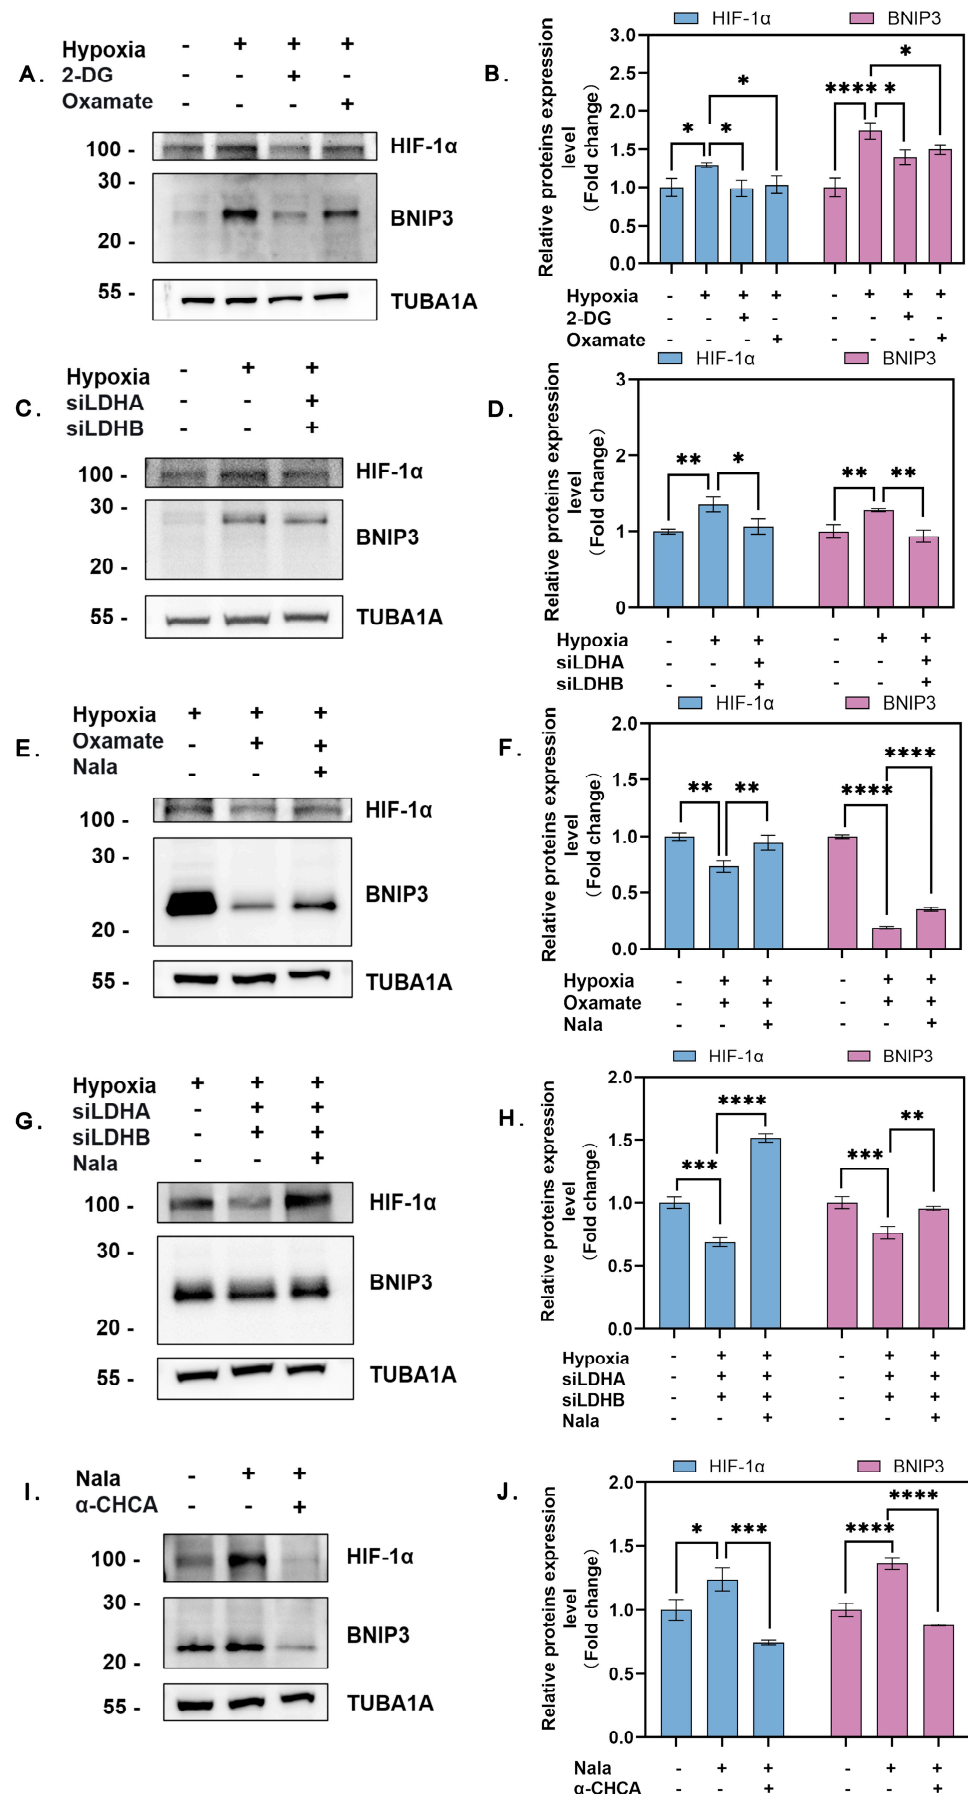 A.
Hypoxia - + + +
2-DG - - + -
Oxamate - - - +
100 - HIF-1α
30 -
BNIP3
20 -
55 - TUBA1A
B.
HIF-1α BNIP3
Relative proteins expression
level
(Fold change)
3.0
2.5
2.0
1.5
1.0
0.5
0.0
* * * **** * *
Hypoxia - + + + - + + +
2-DG - - + - - - + -
Oxamate - - - + - - - +
C.
Hypoxia - + +
siLDHA - - +
siLDHB - - +
100 - HIF-1α
30 -
BNIP3
20 -
55 - TUBA1A
D.
HIF-1α BNIP3
Relative proteins expression
level
(Fold change)
3
2
1
0
** * ** **
Hypoxia - + + - + +
siLDHA - - + - - +
siLDHB - - + - - +
E.
Hypoxia + + +
Oxamate - + +
Nala - - +
HIF-1α
100 -
30 -
BNIP3
20 -
55 - TUBA1A
F.
HIF-1α BNIP3
Relative proteins expression
level
(Fold change)
2.0
1.5
1.0
0.5
0.0
** ** **** ****
Hypoxia - + + - + +
Oxamate - + + - + +
Nala - - + - - +
G.
Hypoxia + + +
siLDHA - + +
siLDHB - + +
Nala - - +
100 - HIF-1α
30 -
BNIP3
20 -
55 - TUBA1A
H.
HIF-1α BNIP3
Relative proteins expression
level
(Fold change)
2.0
1.5
1.0
0.5
0.0
*** **** *** **
Hypoxia - + + - + +
siLDHA - + + - + +
siLDHB - + + - + +
Nala - - + - - +
I.
Nala - + +
α-CHCA - - +
100 - HIF-1α
30 -
BNIP3
20 -
55 - TUBA1A
J.
HIF-1α BNIP3
Relative proteins expression
level
(Fold change)
2.0
1.5
1.0
0.5
0.0
* *** **** ****
Nala - + + - + +
α-CHCA - - + - - +